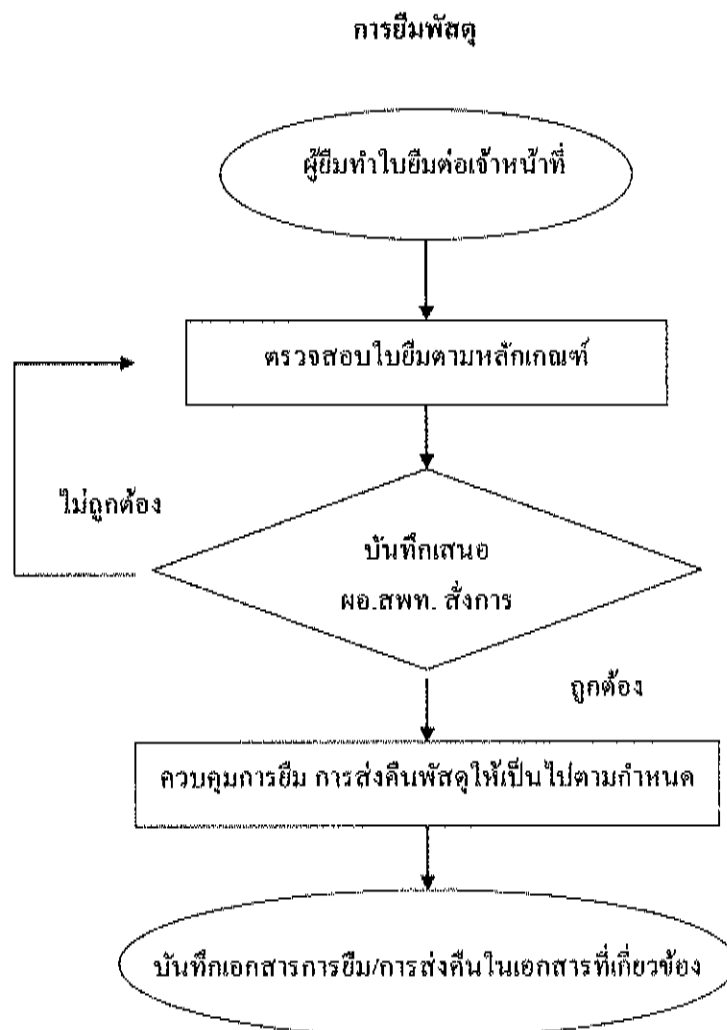 การยืมพัสดุ
ผู้ยืมทำใบยืมต่อเจ้าหน้าที่
ตรวจสอบใบยืมตามหลักเกณฑ์
ไม่ถูกต้อง
บันทึกเสนอ
ผอ.สพท. สั่งการ
ถูกต้อง
ควบคุมการยืม การส่งคืนพัสดุให้เป็นไปตามกำหนด
บันทึกเอกสารการยืม/การส่งคืนในเอกสารที่เกี่ยวข้อง